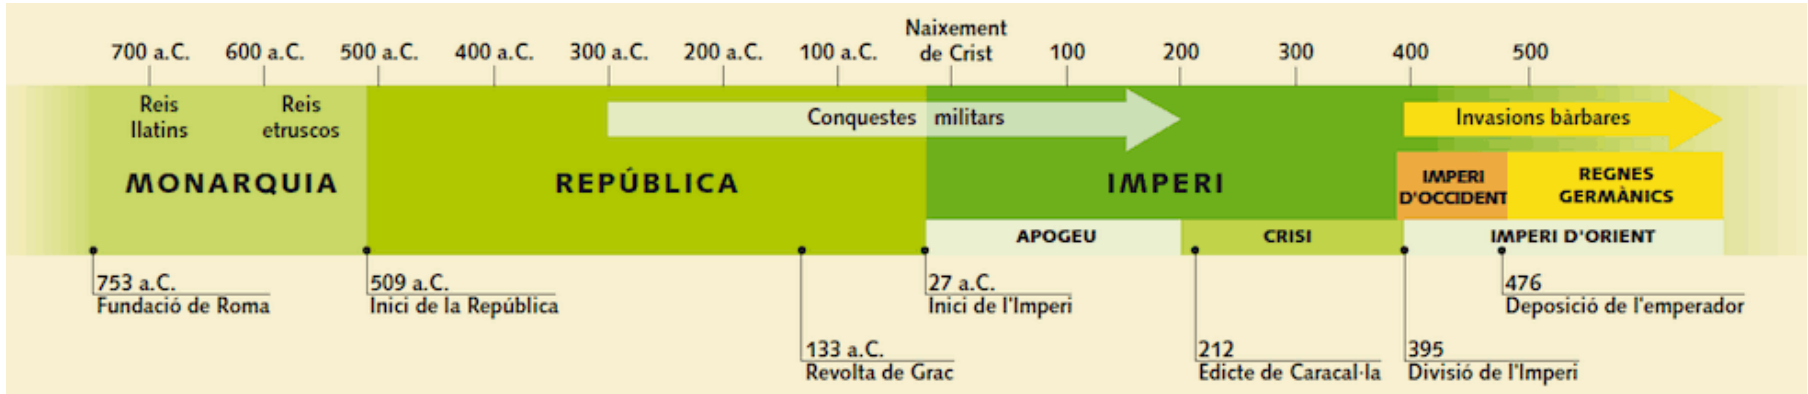 Naixement
de Crist
700 a.C. 600 a.C. 500 a.C. 400 a.C. 300 a.C. 200 a.C. 100 a.C. 100 200 300 400 500
Reis
llatins
Reis
etruscos
Conquestes militars
Invasions bàrbares
MONARQUIA
REPÚBLICA
IMPERI
IMPERI
D'OCCIDENT
REGNES
GERMÀNICS
APOGEU
CRISI
IMPERI D'ORIENT
753 a.C.
Fundació de Roma
509 a.C.
Inici de la República
27 a.C.
Inici de l'Imperi
476
Deposició de l'emperador
133 a.C.
Revolta de Grac
212
Edicte de Caracal·la
395
Divisió de l'Imperi